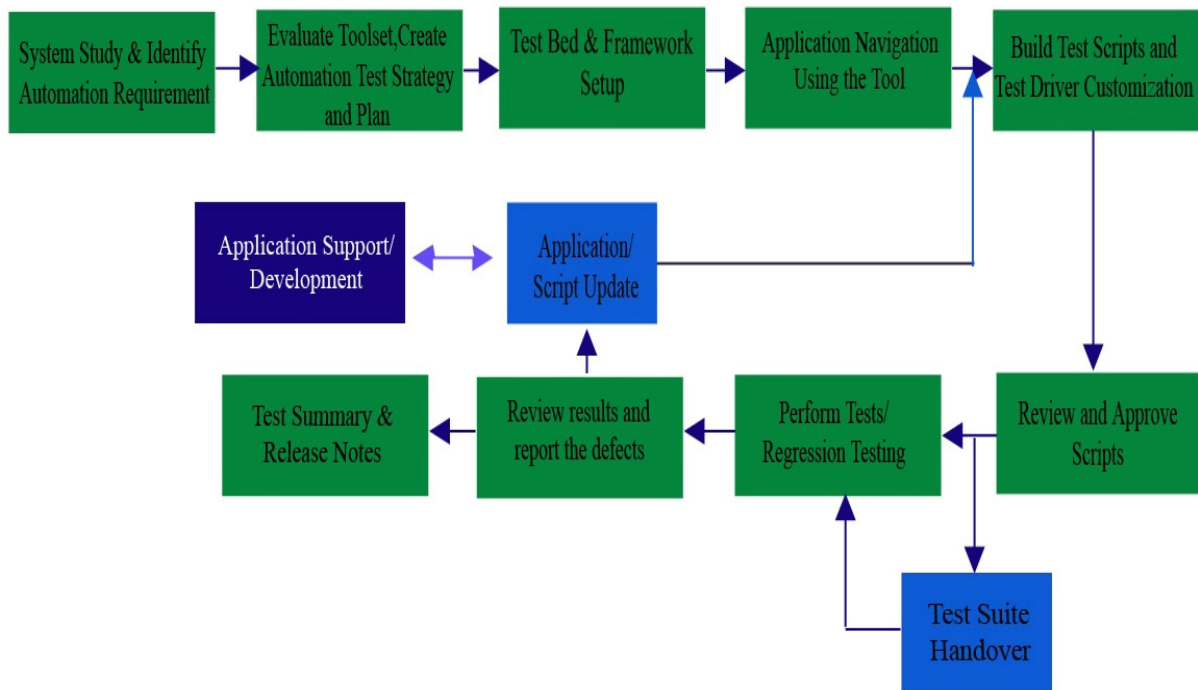 System Study & Identify
Automation Requirement
Evaluate Toolset,Create
Automation Test Strategy
and Plan
Test Bed & Framework
Setup
Application Navigation
Using the Tool
Build Test Scripts and
Test Driver Customization
Application Support/
Development
Application/
Script Update
Test Summary &
Release Notes
Review results and
report the defects
Perform Tests/
Regression Testing
Review and Approve
Scripts
Test Suite
Handover